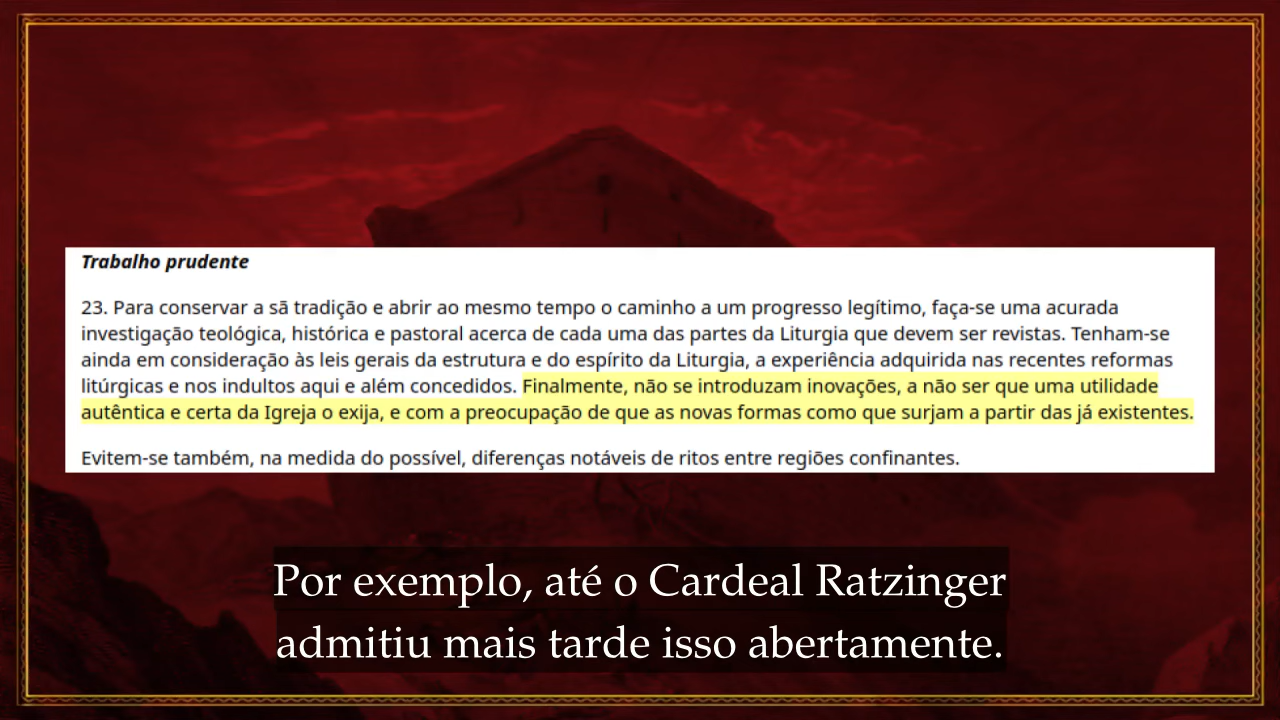 Trabalho prudente
23. Para conservar a sã tradição e abrir ao mesmo tempo o caminho a um progresso legítimo, faça-se uma acurada
investigação teológica, histórica e pastoral acerca de cada uma das partes da Liturgia que devem ser revistas. Tenham-se
ainda em consideração às leis gerais da estrutura e do espírito da Liturgia, a experiência adquirida nas recentes reformas
litúrgicas e nos indultos aqui e além concedidos. Finalmente, não se introduzam inovações, a não ser que uma utilidade
autêntica e certa da Igreja o exija, e com a preocupação de que as novas formas como que surjam a partir das já existentes.
Evitem-se também, na medida do possível, diferenças notáveis de ritos entre regiões confinantes.
Por exemplo, até o Cardeal Ratzinger
admitiu mais tarde isso abertamente.